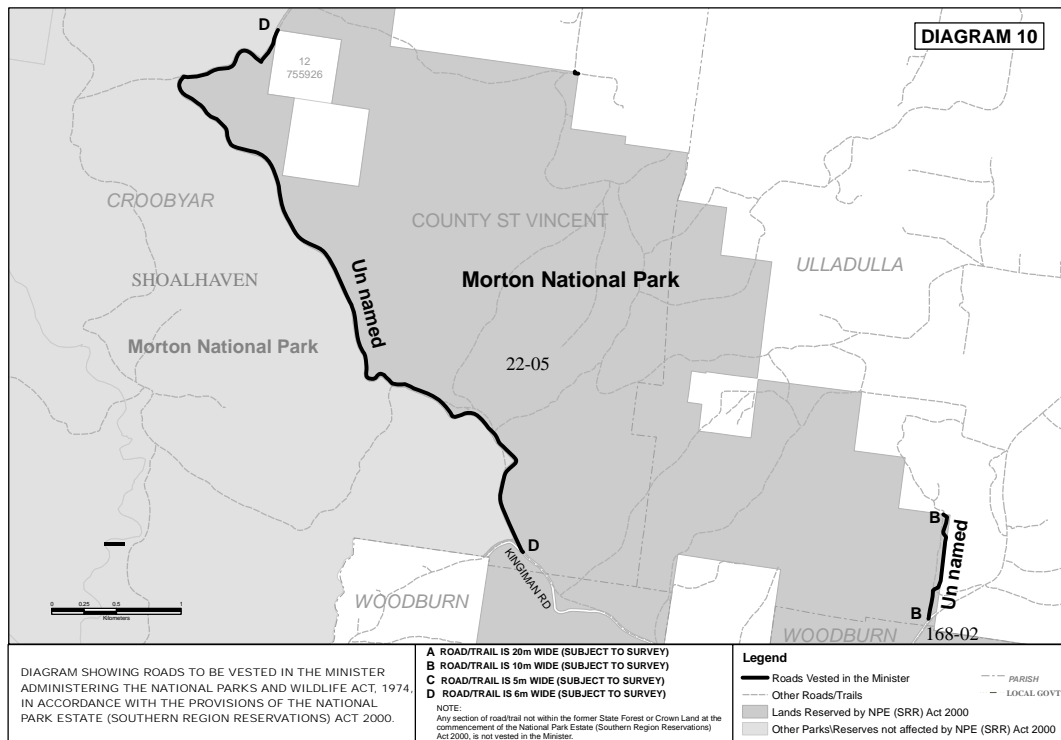 D
DIAGRAM 10
12
755926
CROOBYAR
COUNTY ST VINCENT
SHOALHAVEN
Un named
Morton National Park
ULLADULLA
Morton National Park
22-05
B
Un named
D
KINGIMAN RD
WOODBURN
B
WOODBURN
168-02
0 0.25 0.5 1
Kilometers
DIAGRAM SHOWING ROADS TO BE VESTED IN THE MINISTER
ADMINISTERING THE NATIONAL PARKS AND WILDLIFE ACT, 1974,
IN ACCORDANCE WITH THE PROVISIONS OF THE NATIONAL
PARK ESTATE (SOUTHERN REGION RESERVATIONS) ACT 2000.
A ROAD/TRAIL IS 20m WIDE (SUBJECT TO SURVEY)
B ROAD/TRAIL IS 10m WIDE (SUBJECT TO SURVEY)
C ROAD/TRAIL IS 5m WIDE (SUBJECT TO SURVEY)
D ROAD/TRAIL IS 6m WIDE (SUBJECT TO SURVEY)
NOTE:
Any section of road/trail not within the former State Forest or Crown Land at the
commencement of the National Park Estate (Southern Region Reservations)
Act 2000, is not vested in the Minister.
Legend
Roads Vested in the Minister
Other Roads/Trails
Lands Reserved by NPE (SRR) Act 2000
Other Parks\Reserves not affected by NPE (SRR) Act 2000
PARISH
LOCAL GOVT